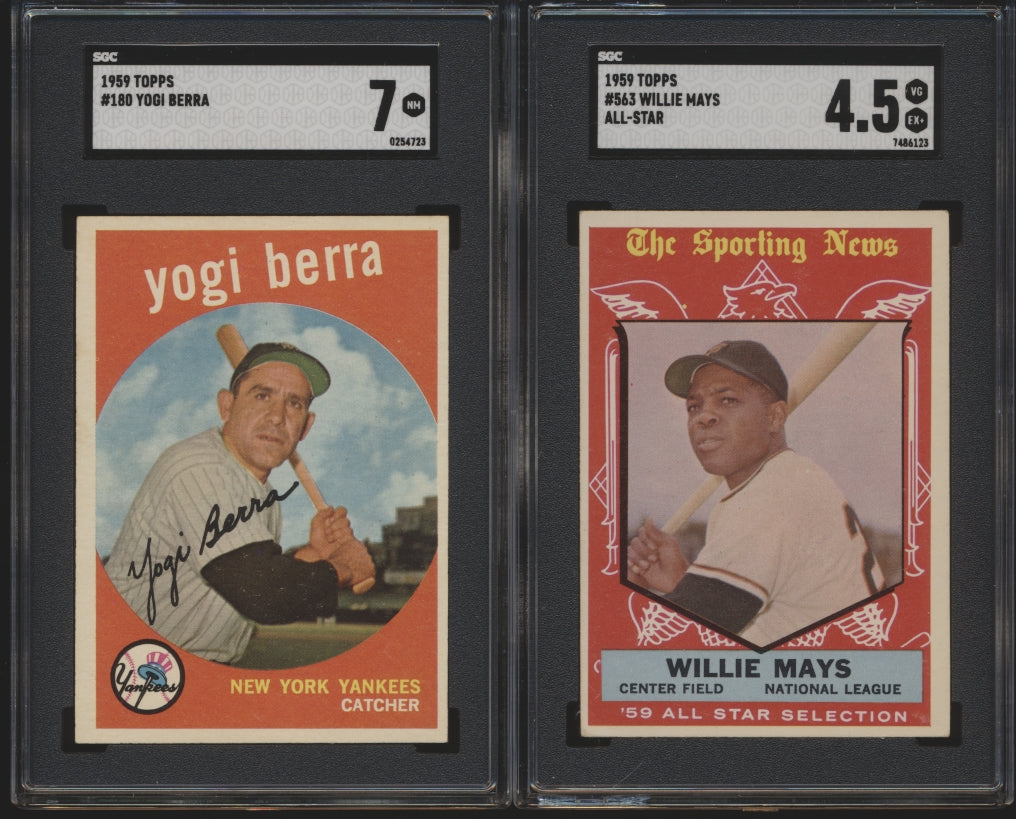 SGC
1959 TOPPS
#180 YOGI BERRA
7 NM
0254723
yogi berra
Yogi Berra
Yankees
NEW YORK YANKEES
CATCHER
SGC
1959 TOPPS
#563 WILLIE MAYS
ALL-STAR
4.5 VG
EX+
7486123
The Sporting News
2
WILLIE MAYS
CENTER FIELD NATIONAL LEAGUE
'59 ALL STAR SELECTION